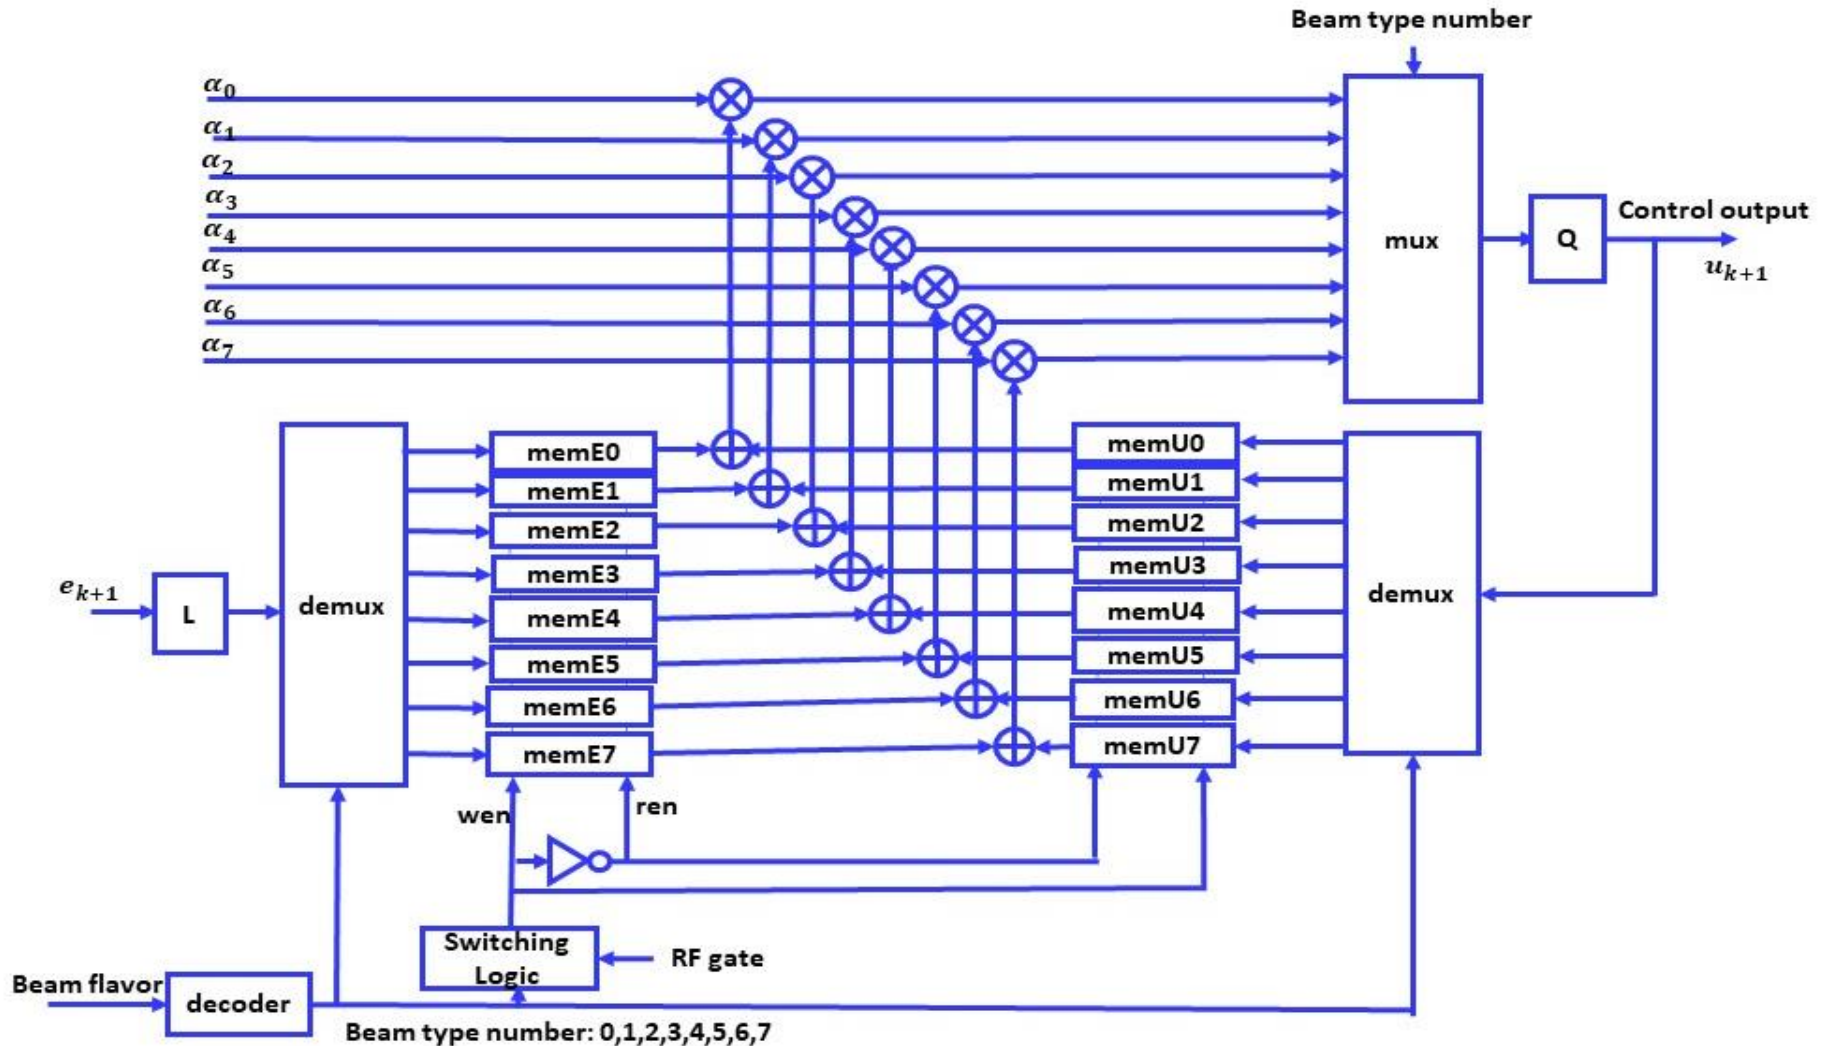 Beam type number
α0
α1
α2
α3
α4
α5
α6
α7
mux
Q
Control output
uk+1
memE0
memE1
memE2
memE3
memE4
memE5
memE6
memE7
memU0
memU1
memU2
memU3
memU4
memU5
memU6
memU7
ek+1
L
demux
demux
wen
ren
Switching
Logic
RF gate
Beam flavor
decoder
Beam type number: 0,1,2,3,4,5,6,7